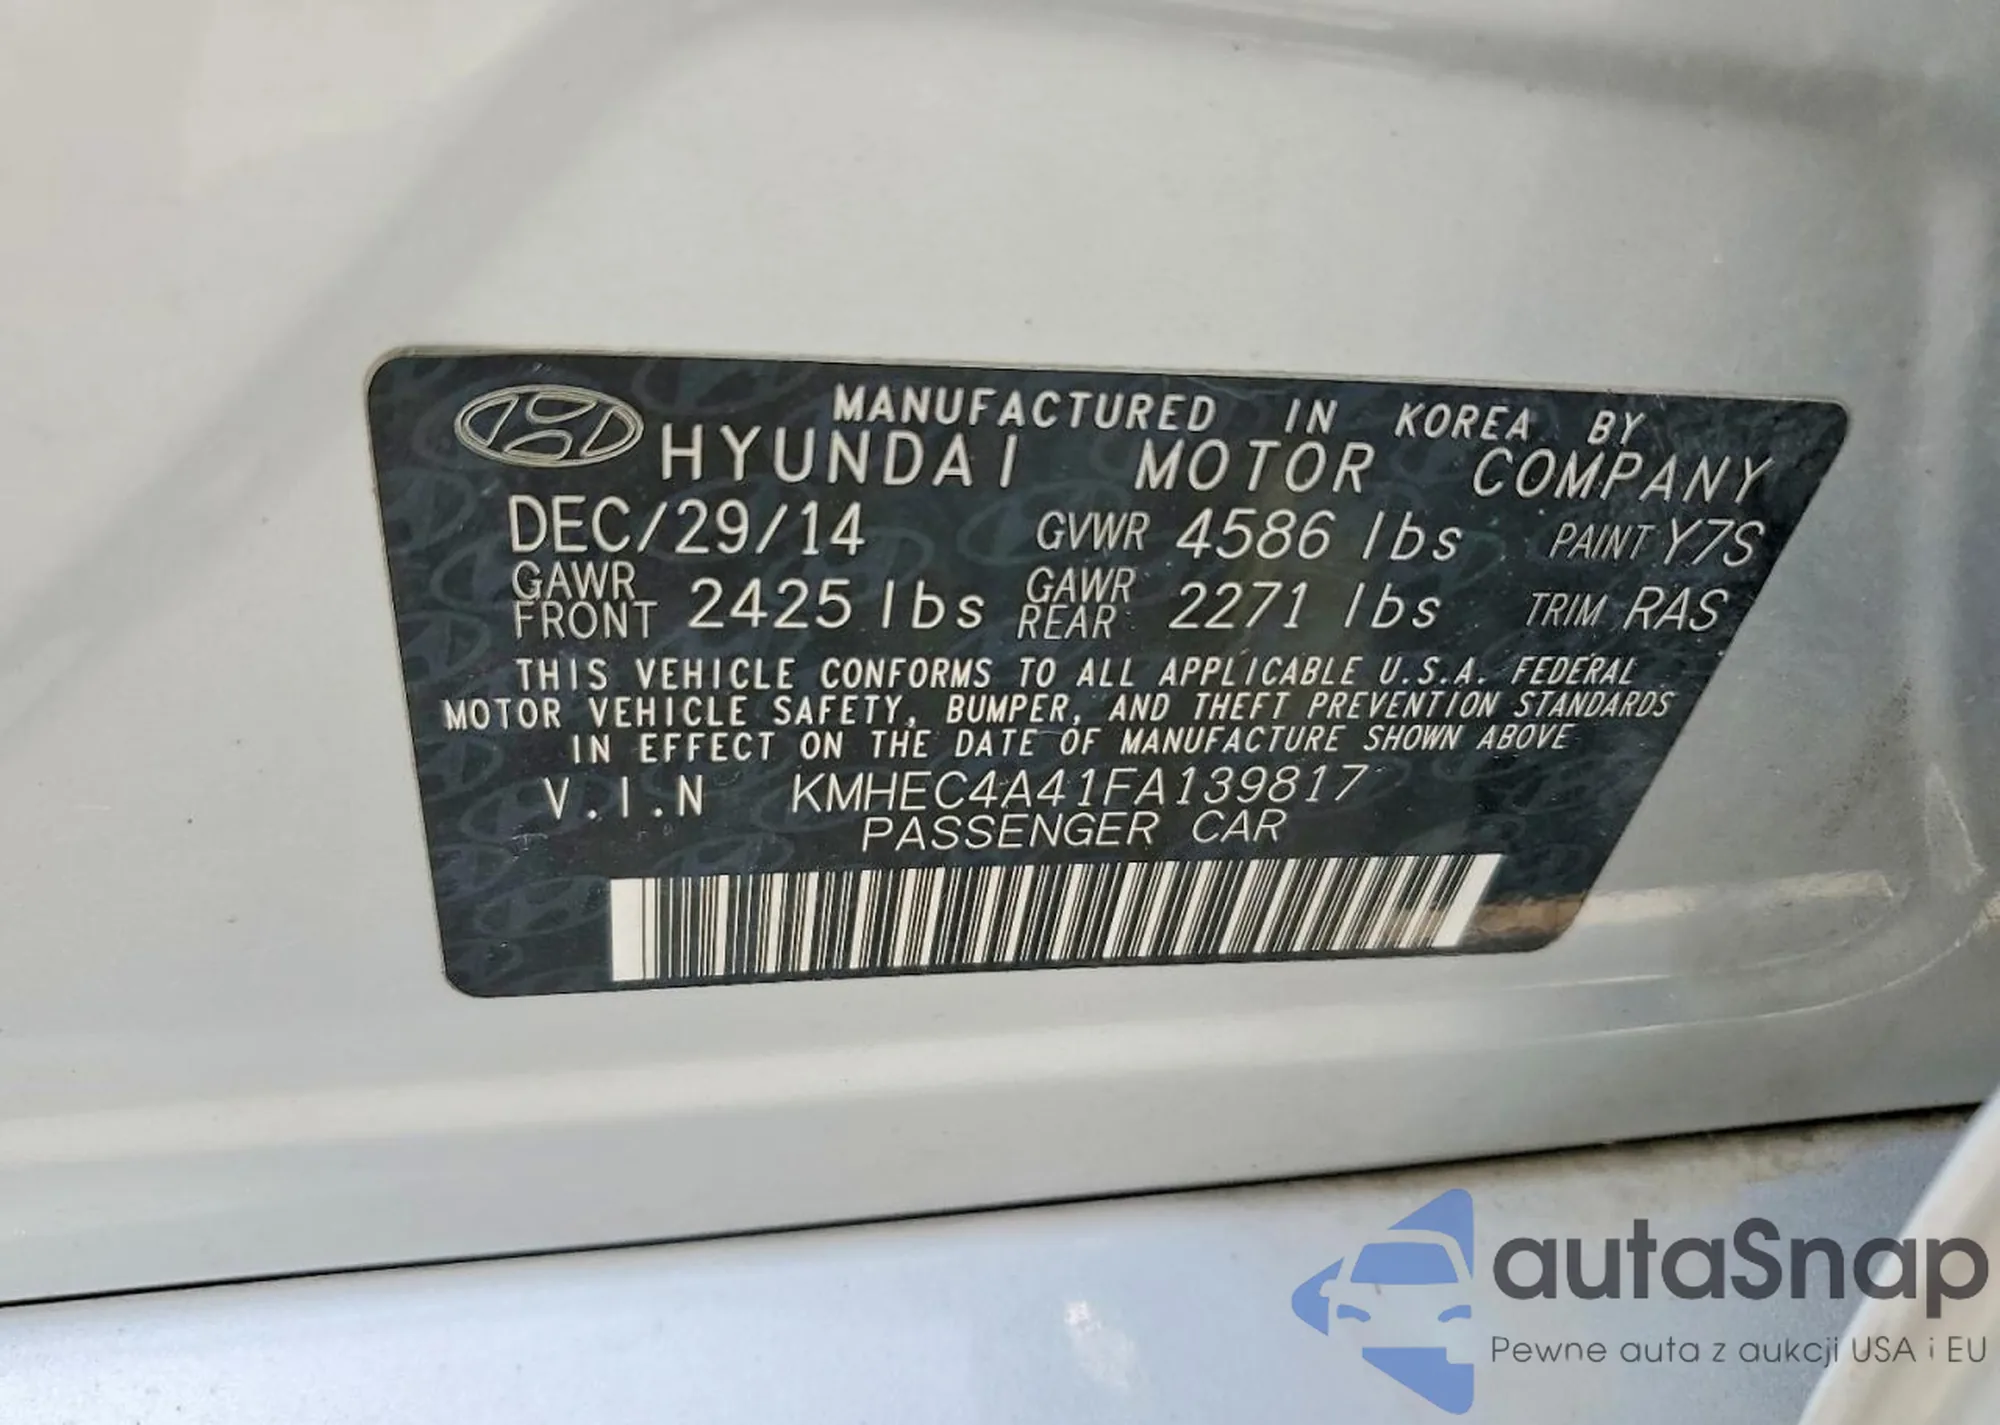 MANUFACTURED IN KOREA BY
HYUNDAI MOTOR COMPANY
DEC/29/14 GVWR 4586 lbs PAINT Y7S
GAWR FRONT 2425 lbs GAWR REAR 2271 lbs TRIM RAS
THIS VEHICLE CONFORMS TO ALL APPLICABLE U.S.A. FEDERAL
MOTOR VEHICLE SAFETY, BUMPER, AND THEFT PREVENTION STANDARDS
IN EFFECT ON THE DATE OF MANUFACTURE SHOWN ABOVE
V.I.N KMHEC4A41FA139817
PASSENGER CAR
autaSnap
Pewne auta z aukcji USA i EU